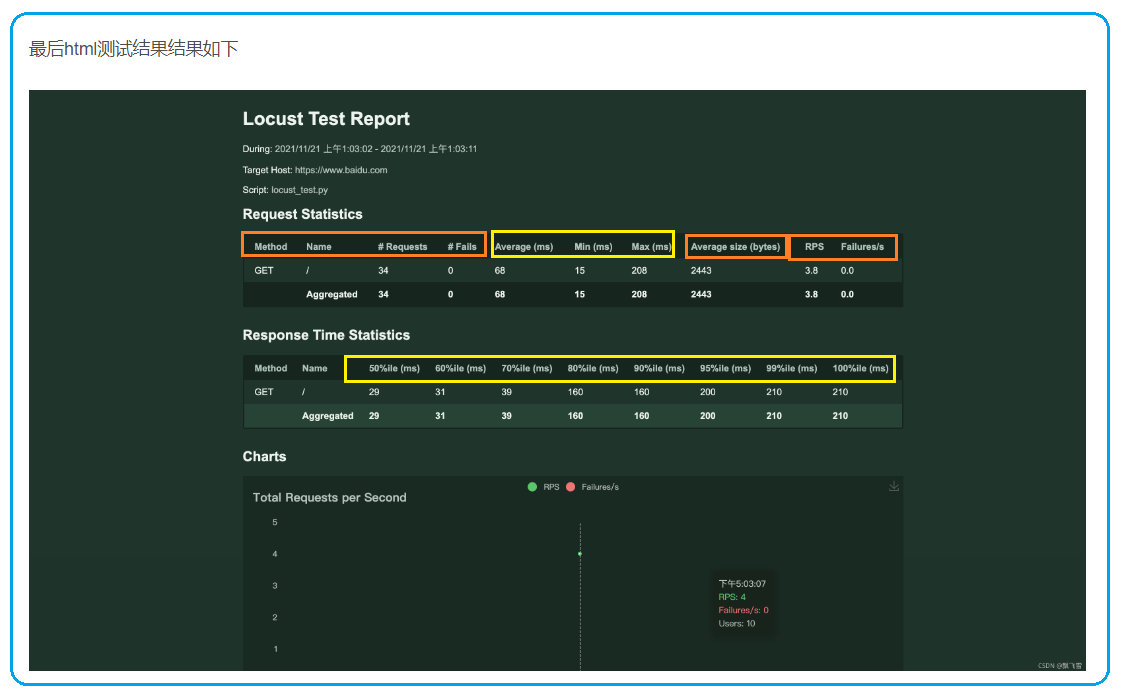 最后html测试结果结果如下
Locust Test Report
During: 2021/11/21 上午1:03:02 - 2021/11/21 上午1:03:11
Target Host: https://www.baidu.com
Script: locust_test.py
Request Statistics
Method Name # Requests # Fails Average (ms) Min (ms) Max (ms) Average size (bytes) RPS Failures/s
GET / 34 0 68 15 208 2443 3.8 0.0
Aggregated 34 0 68 15 208 2443 3.8 0.0
Response Time Statistics
Method Name 50%ile (ms) 60%ile (ms) 70%ile (ms) 80%ile (ms) 90%ile (ms) 95%ile (ms) 99%ile (ms) 100%ile (ms)
GET / 29 31 39 160 160 200 210 210
Aggregated 29 31 39 160 160 200 210 210
Charts
RPS Failures/s
Total Requests per Second
5
4
3
2
1
下午5:03:07
RPS: 4
Failures/s: 0
Users: 10
CSDN @飘飞雪